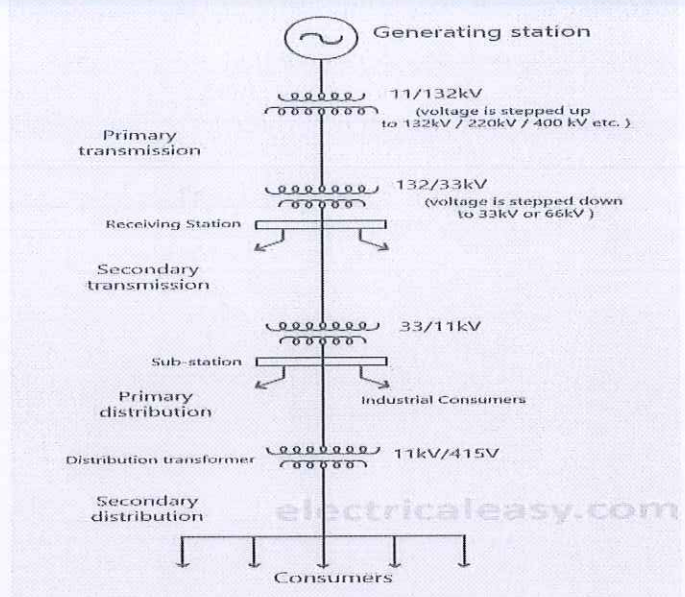 Generating station
11/132kV
(voltage is stepped up
to 132kV / 220kV / 400 kV etc. )
Primary
transmission
132/33kV
(voltage is stepped down
to 33kV or 66kV )
Receiving Station
Secondary
transmission
33/11kV
Sub-station
Primary
distribution
Industrial Consumers
Distribution transformer
11kV/415V
Secondary
distribution
electricaleasy.com
Consumers